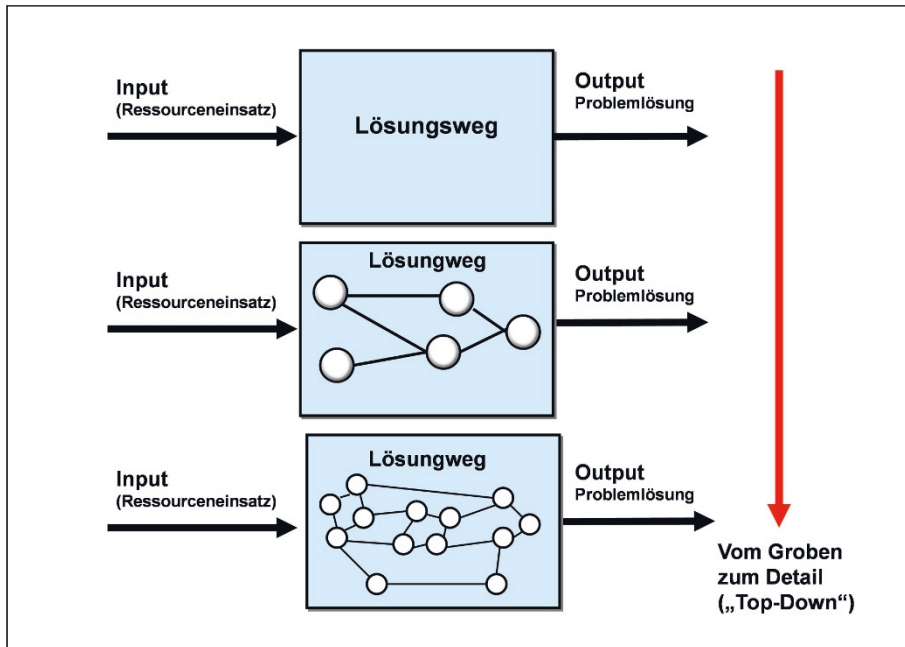 Input
(Ressourceneinsatz)
Lösungsweg
Output
Problemlösung
Input
(Ressourceneinsatz)
Lösungweg
Output
Problemlösung
Input
(Ressourceneinsatz)
Lösungweg
Output
Problemlösung
Vom Groben
zum Detail
(„Top-Down“)